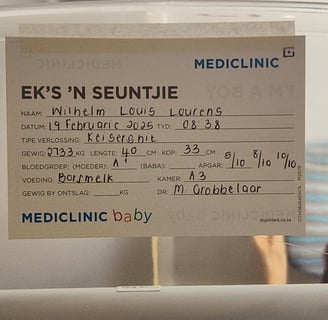 MEDICLINIC
EK'S 'N SEUNTJIE
NAAM: Wilhelm Louis Lourens
DATUM: 19 Februarie 2025 TYD: 08:38
TIPE VERLOSSING: Keisersnit
GEWIG: 2733 KG LENGTE: 40 CM KOP: 33 CM
BLOEDGROEP: (MOEDER): A+ (BABA): APGAR: 5/10 8/10 10/10
VOEDING: Borsmelk KAMER: A3
GEWIG BY ONTSLAG: KG DR: M. Grobbelaar
MEDICLINIC baby